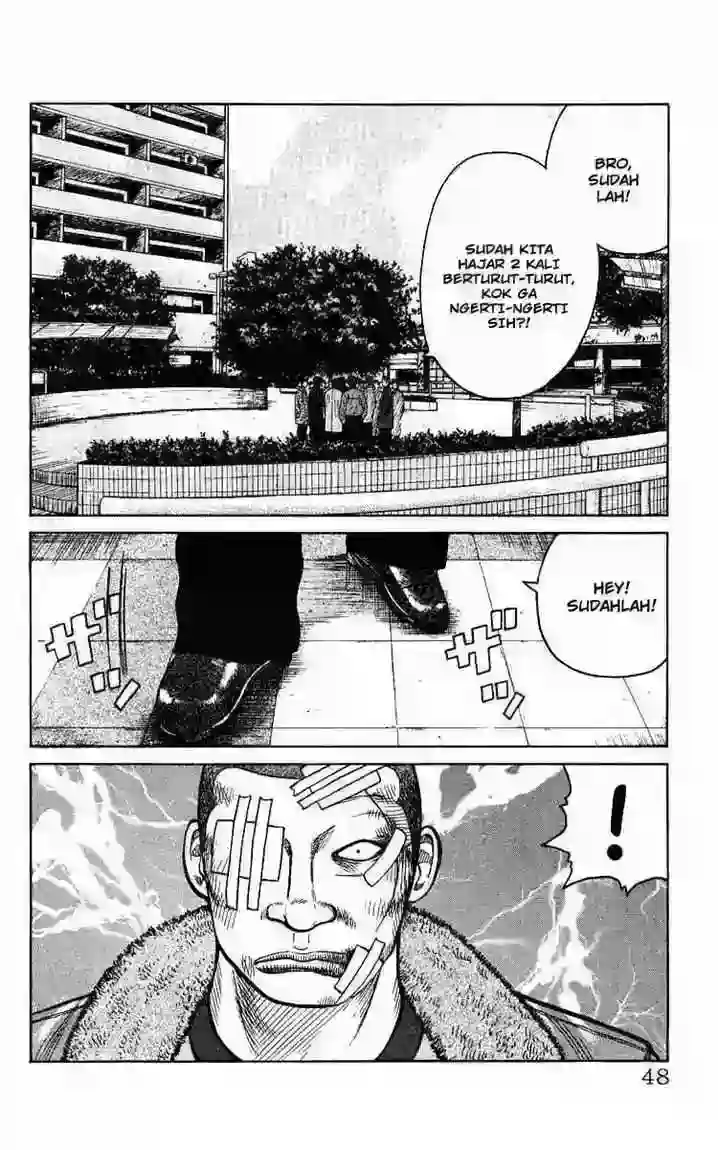 BRO,
SUDAH
LAH!
SUDAH KITA
HAJAR 2 KALI
BERTURUT-TURUT,
KOK GA
NGERTI-NGERTI
SIH?!
HEY!
SUDAHLAH!
ザッ
ザッ
!
48